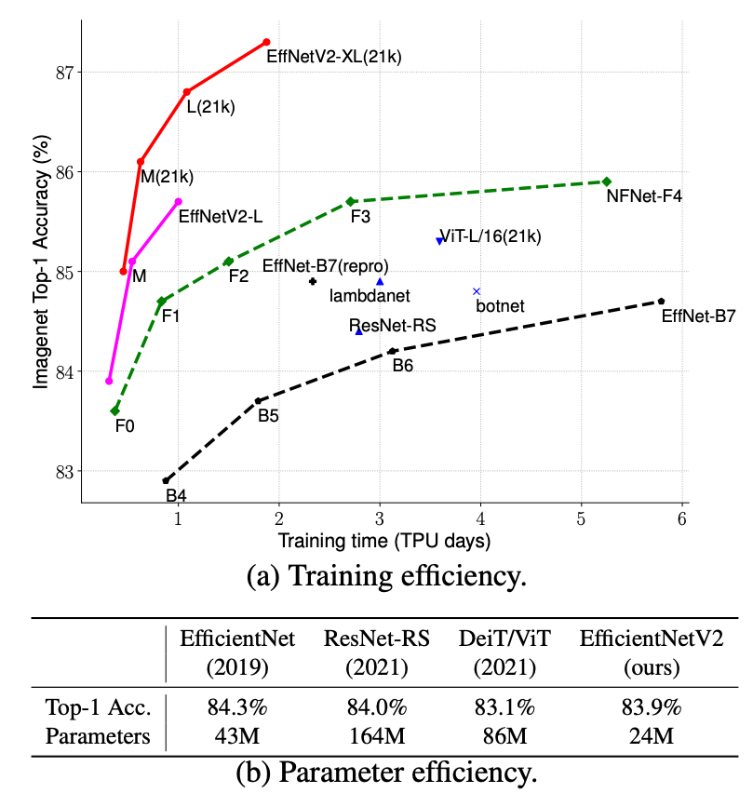 Imagenet Top-1 Accuracy (%)
87
86
85
84
83
EffNetV2-XL(21k)
L(21k)
M(21k)
NFNet-F4
EffNetV2-L
F3
ViT-L/16(21k)
EffNet-B7(repro)
F2
M
lambdanet
botnet
F1
ResNet-RS
EffNet-B7
B6
F0
B5
B4
1 2 3 4 5 6
Training time (TPU days)
(a) Training efficiency.
EfficientNet ResNet-RS DeiT/ViT EfficientNetV2
(2019) (2021) (2021) (ours)
Top-1 Acc. 84.3% 84.0% 83.1% 83.9%
Parameters 43M 164M 86M 24M
(b) Parameter efficiency.